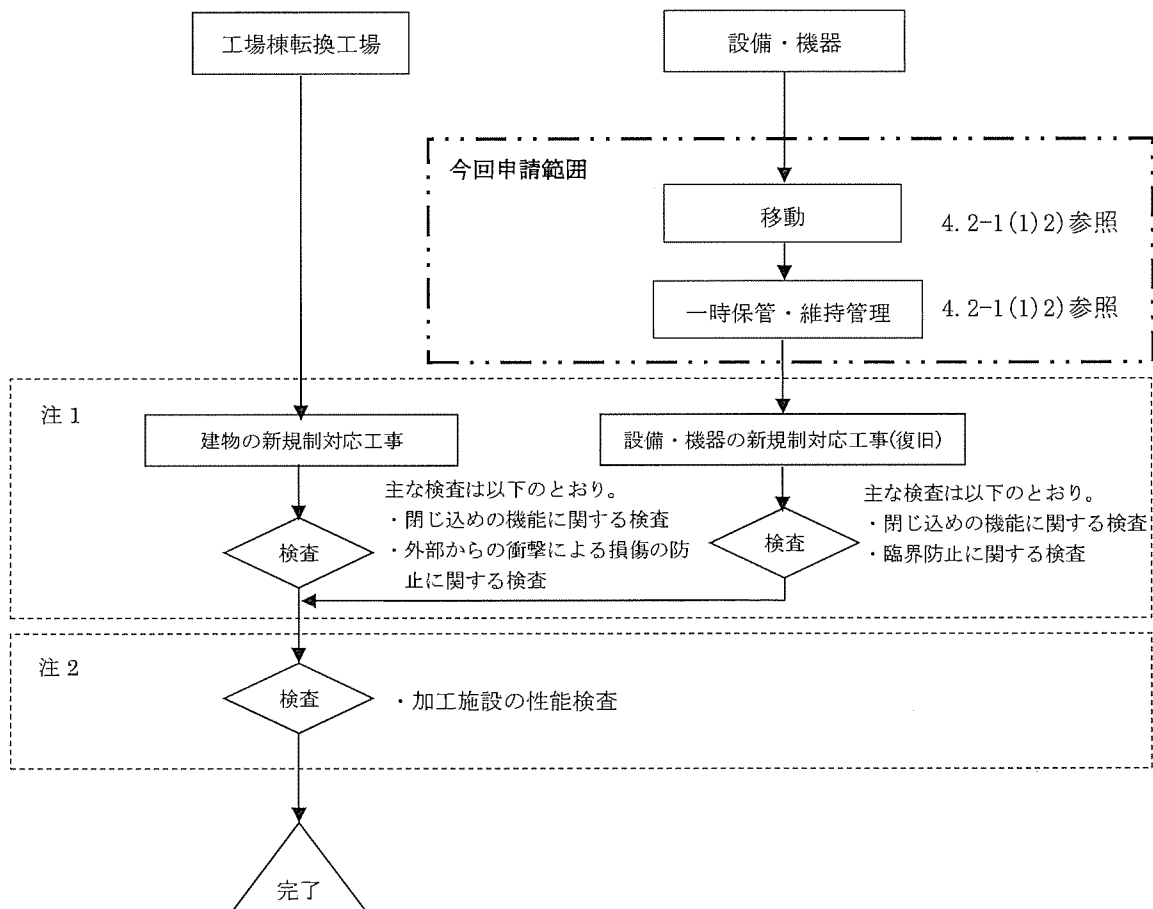 工場棟転換工場
設備・機器
今回申請範囲
移動
4.2-1(1)2)参照
一時保管・維持管理
4.2-1(1)2)参照
注1
建物の新規制対応工事
設備・機器の新規制対応工事(復旧)
主な検査は以下のとおり。
・閉じ込めの機能に関する検査
・外部からの衝撃による損傷の防
止に関する検査
検査
主な検査は以下のとおり。
・閉じ込めの機能に関する検査
・臨界防止に関する検査
検査
注2
検査
・加工施設の性能検査
完了